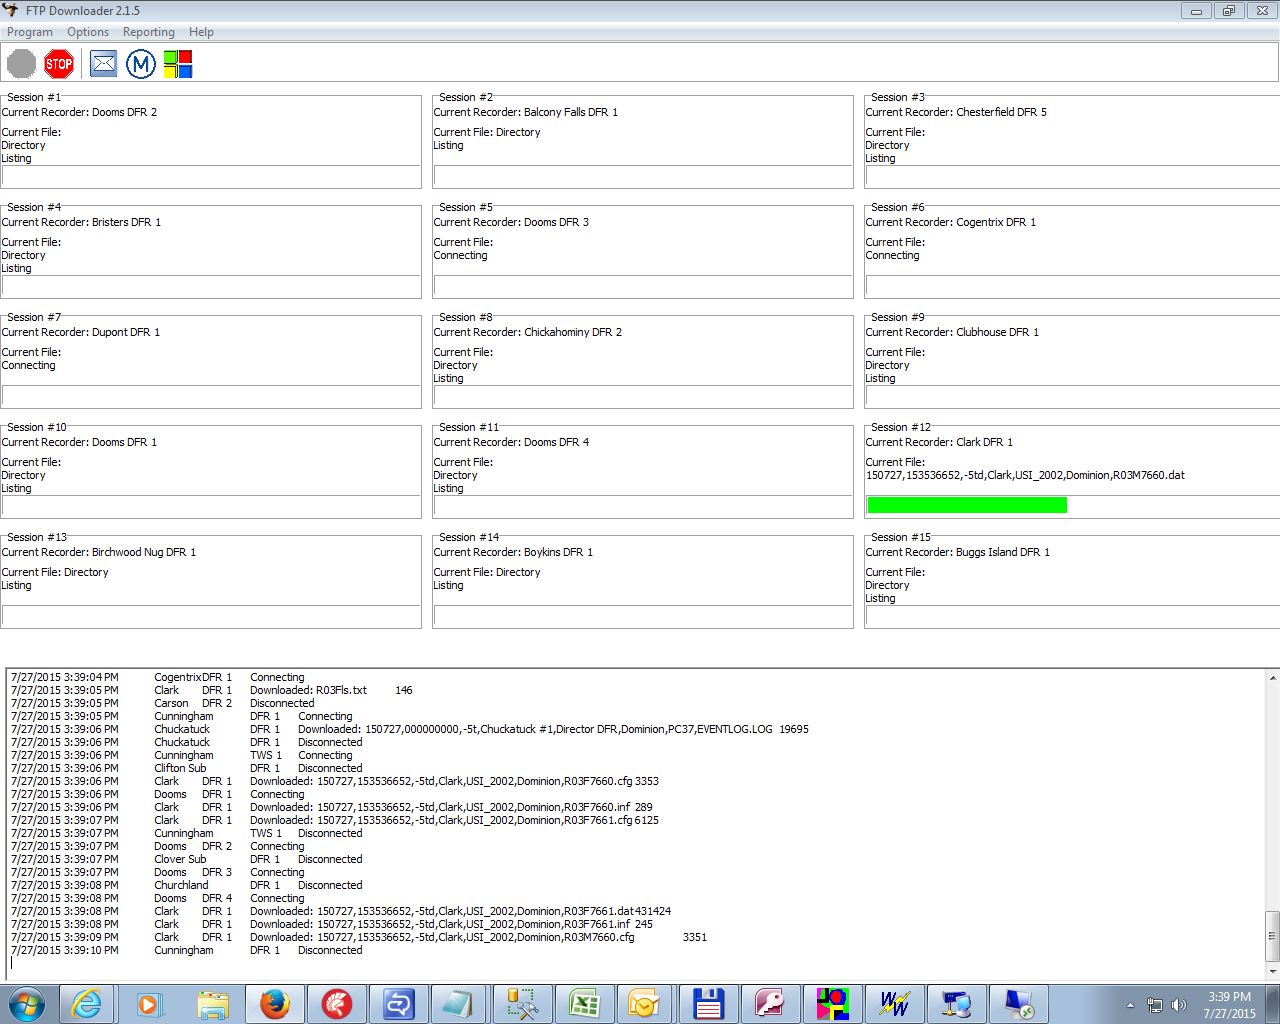 FTP Downloader 2.1.5
Program Options Reporting Help
STOP M
Session #1
Current Recorder: Dooms DFR 2
Current File:
Directory
Listing
Session #2
Current Recorder: Balcony Falls DFR 1
Current File: Directory
Listing
Session #3
Current Recorder: Chesterfield DFR 5
Current File:
Directory
Listing
Session #4
Current Recorder: Bristers DFR 1
Current File:
Directory
Listing
Session #5
Current Recorder: Dooms DFR 3
Current File:
Connecting
Session #6
Current Recorder: Cogentrix DFR 1
Current File:
Connecting
Session #7
Current Recorder: Dupont DFR 1
Current File:
Connecting
Session #8
Current Recorder: Chickahominy DFR 2
Current File:
Directory
Listing
Session #9
Current Recorder: Clubhouse DFR 1
Current File:
Directory
Listing
Session #10
Current Recorder: Dooms DFR 1
Current File:
Directory
Listing
Session #11
Current Recorder: Dooms DFR 4
Current File:
Directory
Listing
Session #12
Current Recorder: Clark DFR 1
Current File:
150727,153536652,-5td,Clark,USI_2002,Dominion,R03M7660.dat
Session #13
Current Recorder: Birchwood Nug DFR 1
Current File: Directory
Listing
Session #14
Current Recorder: Boykins DFR 1
Current File: Directory
Listing
Session #15
Current Recorder: Buggs Island DFR 1
Current File:
Directory
Listing
7/27/2015 3:39:04 PM CogentrixDFR 1 Connecting
7/27/2015 3:39:05 PM Clark DFR 1 Downloaded: R03Fls.txt 146
7/27/2015 3:39:05 PM Carson DFR 2 Disconnected
7/27/2015 3:39:05 PM Cunningham DFR 1 Connecting
7/27/2015 3:39:06 PM Chuckatuck DFR 1 Downloaded: 150727,000000000,-5t,Chuckatuck #1,Director DFR,Dominion,PC37,EVENTLOG.LOG 19695
7/27/2015 3:39:06 PM Chuckatuck DFR 1 Disconnected
7/27/2015 3:39:06 PM Cunningham TWS 1 Connecting
7/27/2015 3:39:06 PM Clifton Sub DFR 1 Disconnected
7/27/2015 3:39:06 PM Clark DFR 1 Downloaded: 150727,153536652,-5td,Clark,USI_2002,Dominion,R03F7660.cfg 3353
7/27/2015 3:39:06 PM Dooms DFR 1 Connecting
7/27/2015 3:39:06 PM Clark DFR 1 Downloaded: 150727,153536652,-5td,Clark,USI_2002,Dominion,R03F7660.inf 289
7/27/2015 3:39:07 PM Clark DFR 1 Downloaded: 150727,153536652,-5td,Clark,USI_2002,Dominion,R03F7661.cfg 6125
7/27/2015 3:39:07 PM Cunningham TWS 1 Disconnected
7/27/2015 3:39:07 PM Dooms DFR 2 Connecting
7/27/2015 3:39:07 PM Clover Sub DFR 1 Disconnected
7/27/2015 3:39:07 PM Dooms DFR 3 Connecting
7/27/2015 3:39:08 PM Churchland DFR 1 Disconnected
7/27/2015 3:39:08 PM Dooms DFR 4 Connecting
7/27/2015 3:39:08 PM Clark DFR 1 Downloaded: 150727,153536652,-5td,Clark,USI_2002,Dominion,R03F7661.dat 431424
7/27/2015 3:39:08 PM Clark DFR 1 Downloaded: 150727,153536652,-5td,Clark,USI_2002,Dominion,R03F7661.inf 245
7/27/2015 3:39:09 PM Clark DFR 1 Downloaded: 150727,153536652,-5td,Clark,USI_2002,Dominion,R03M7660.cfg 3351
7/27/2015 3:39:10 PM Cunningham DFR 1 Disconnected
3:39 PM
7/27/2015